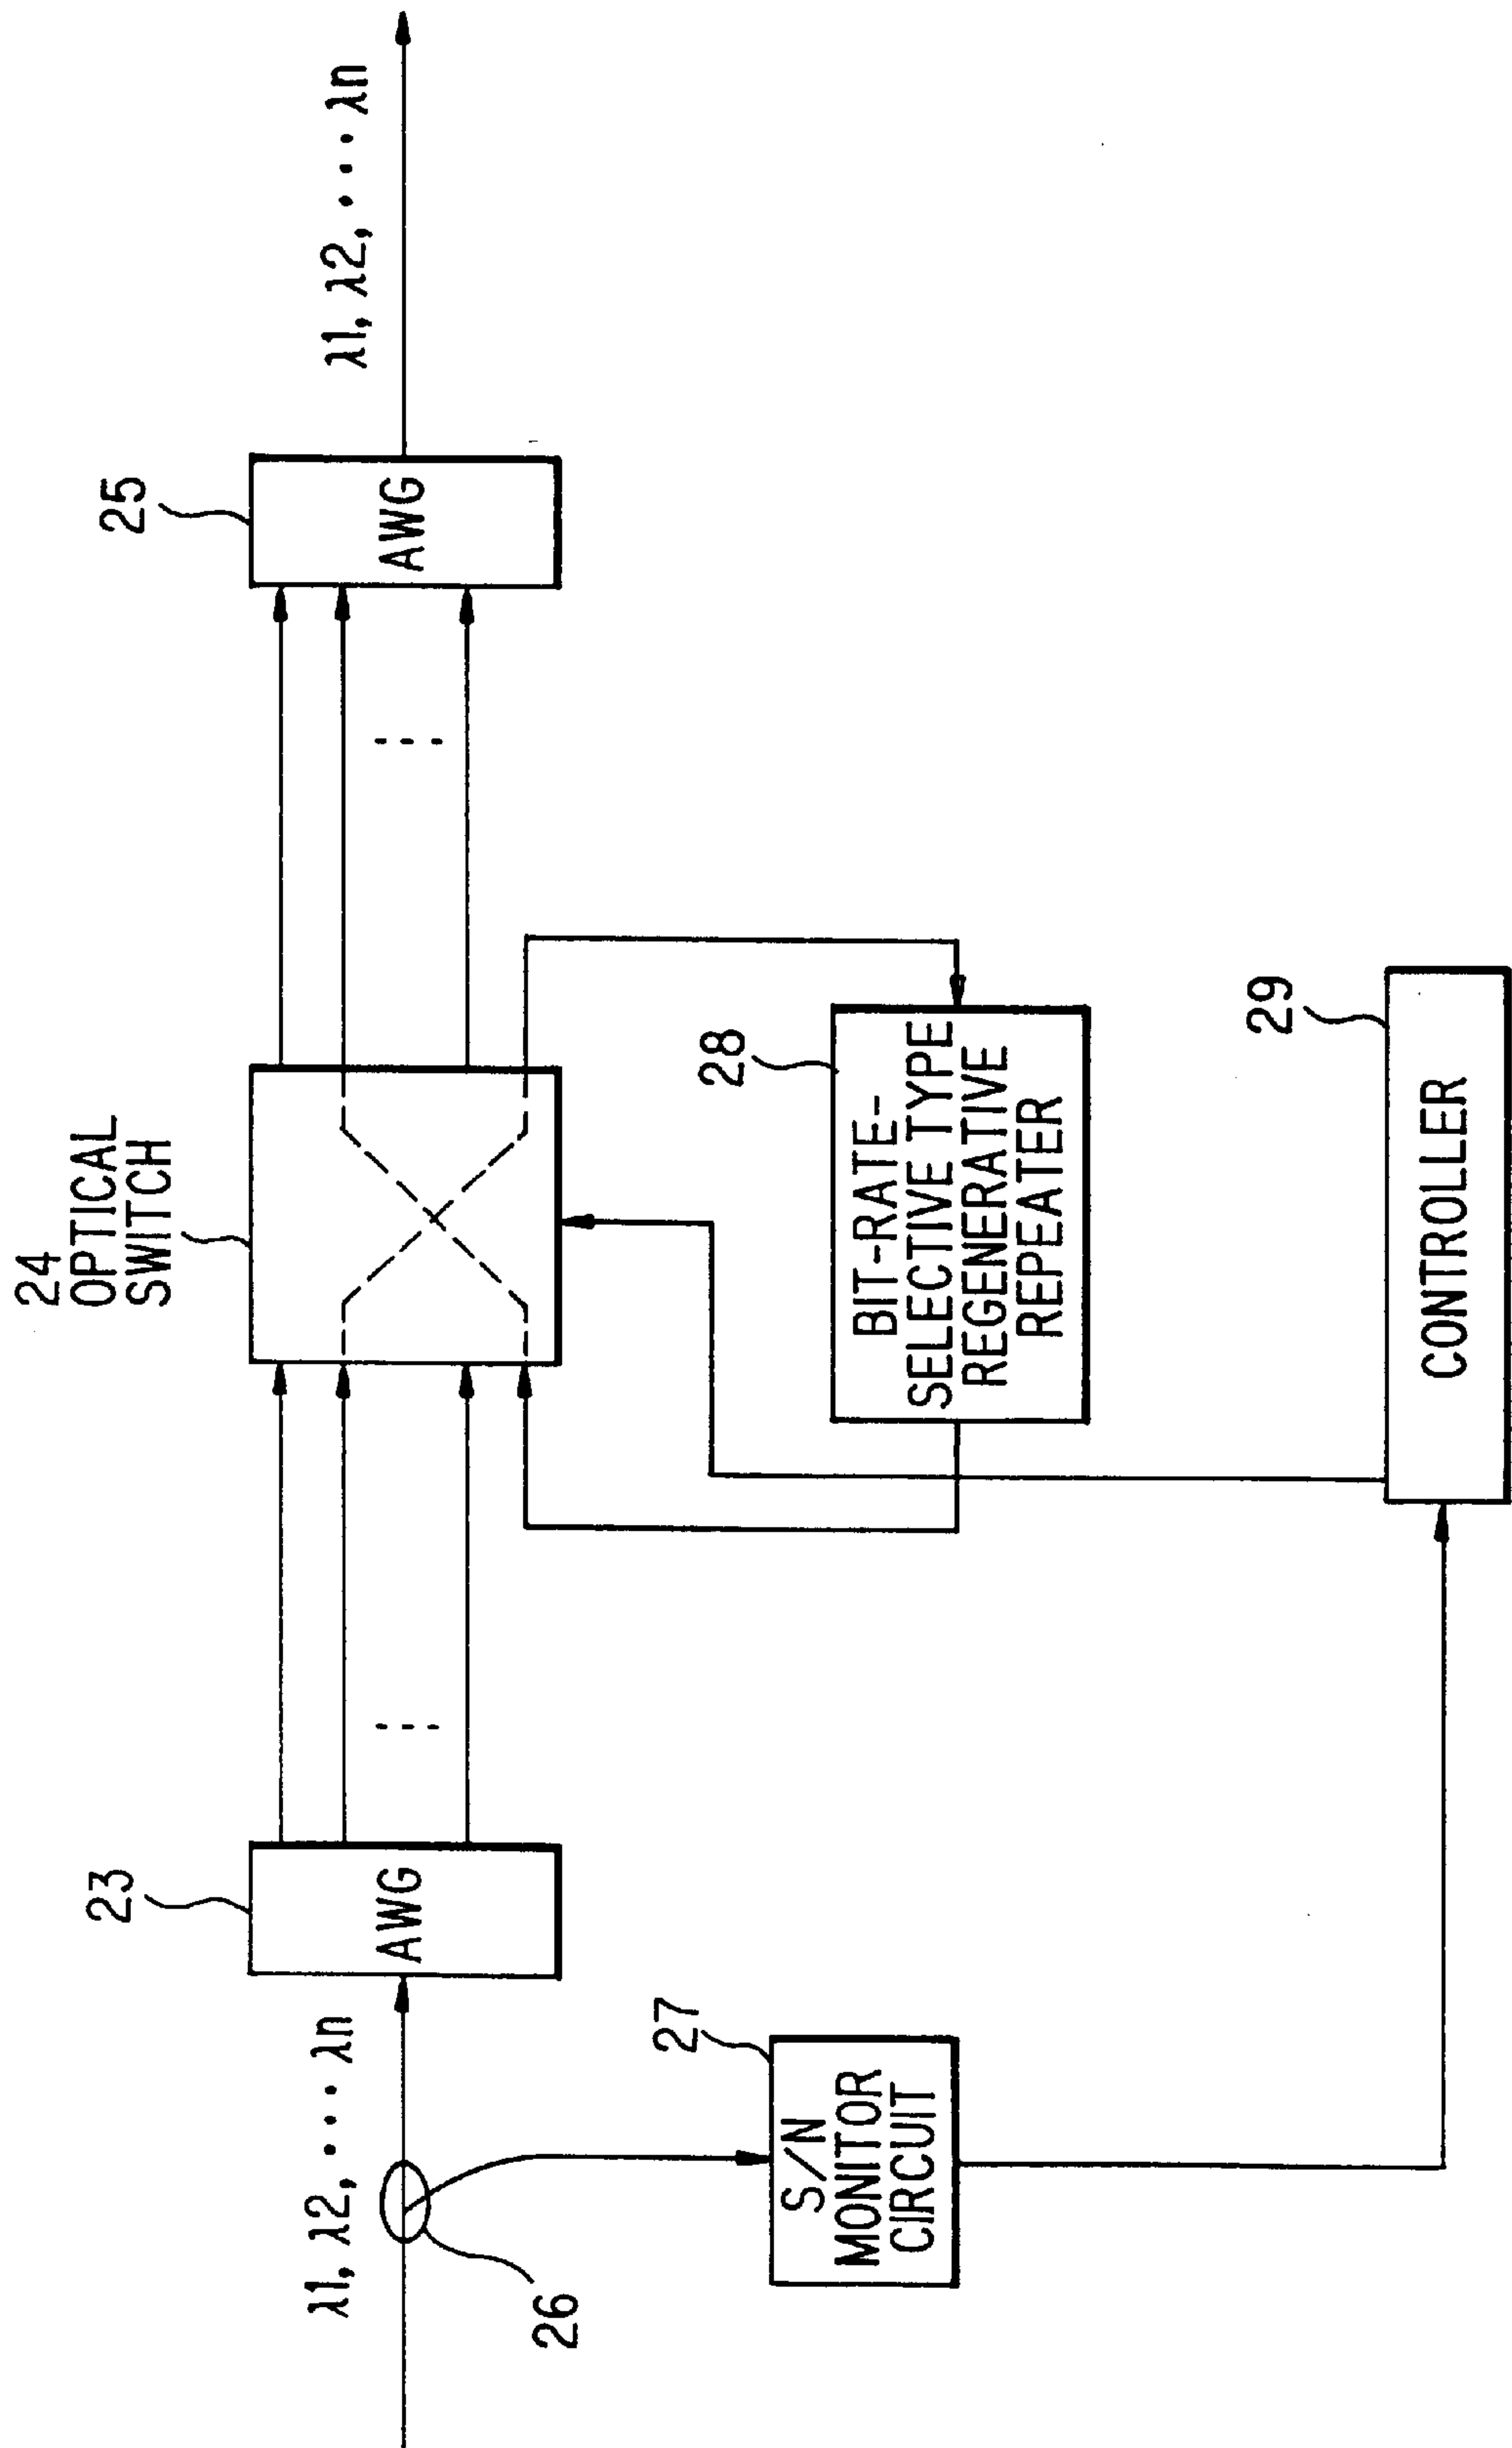 24
OPTICAL
SWITCH
23
25
λ1, λ2, ••• λn
λ1, λ2, ••• λn
AWG
AWG
26
27
S/N
MONITOR
CIRCUIT
28
BIT-RATE-
SELECTIVE TYPE
REGENERATIVE
REPEATER
29
CONTROLLER